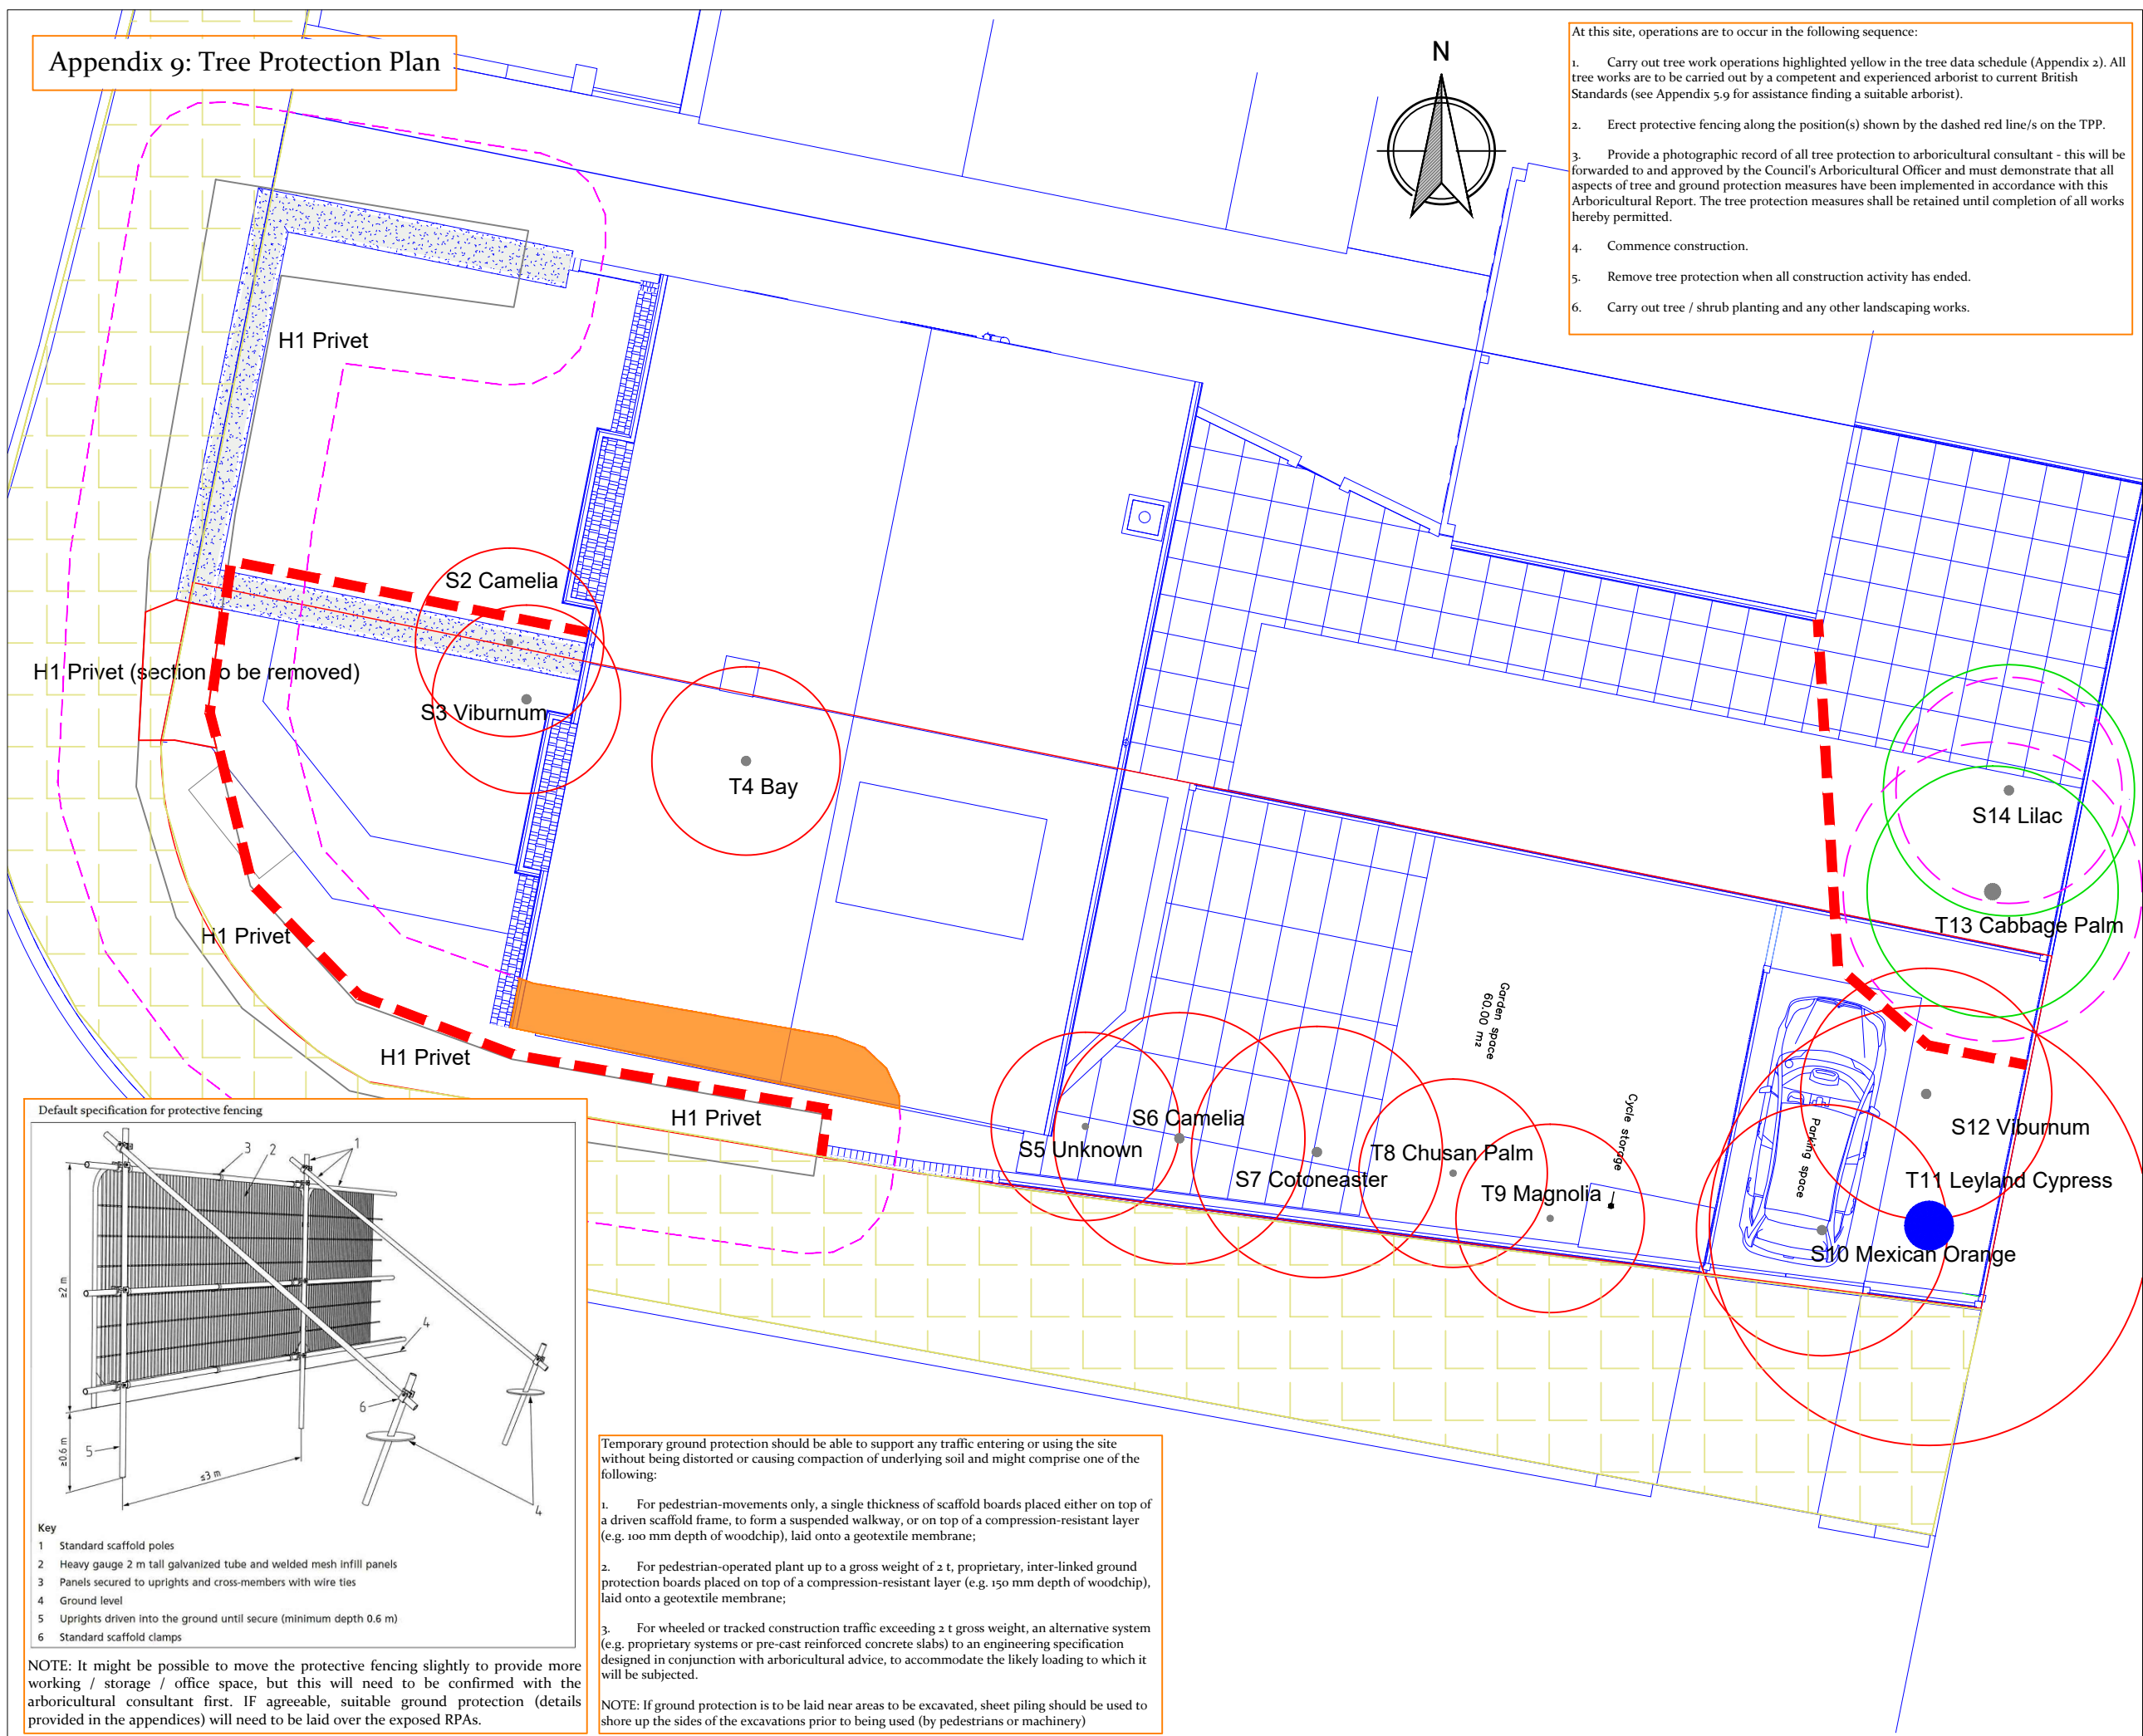 Appendix 9: Tree Protection Plan
N
At this site, operations are to occur in the following sequence:
1. Carry out tree work operations highlighted yellow in the tree data schedule (Appendix 2). All
tree works are to be carried out by a competent and experienced arborist to current British
Standards (see Appendix 5.9 for assistance finding a suitable arborist).
2. Erect protective fencing along the position(s) shown by the dashed red line/s on the TPP.
3. Provide a photographic record of all tree protection to arboricultural consultant - this will be
forwarded to and approved by the Council's Arboricultural Officer and must demonstrate that all
aspects of tree and ground protection measures have been implemented in accordance with this
Arboricultural Report. The tree protection measures shall be retained until completion of all works
hereby permitted.
4. Commence construction.
5. Remove tree protection when all construction activity has ended.
6. Carry out tree / shrub planting and any other landscaping works.
H1 Privet
S2 Camelia
H1 Privet (section to be removed)
S3 Viburnum
T4 Bay
S14 Lilac
T13 Cabbage Palm
H1 Privet
H1 Privet
H1 Privet
Garden space
60.00 m2
Cycle storage
Parking space
S5 Unknown
S6 Camelia
S7 Cotoneaster
T8 Chusan Palm
T9 Magnolia
S12 Viburnum
T11 Leyland Cypress
S10 Mexican Orange
Default specification for protective fencing
3
2
1
≥2 m
4
6
5
≥0.6 m
≤3 m
4
Key
1 Standard scaffold poles
2 Heavy gauge 2 m tall galvanized tube and welded mesh infill panels
3 Panels secured to uprights and cross-members with wire ties
4 Ground level
5 Uprights driven into the ground until secure (minimum depth 0.6 m)
6 Standard scaffold clamps
NOTE: It might be possible to move the protective fencing slightly to provide more
working / storage / office space, but this will need to be confirmed with the
arboricultural consultant first. IF agreeable, suitable ground protection (details
provided in the appendices) will need to be laid over the exposed RPAs.
Temporary ground protection should be able to support any traffic entering or using the site
without being distorted or causing compaction of underlying soil and might comprise one of the
following:
1. For pedestrian-movements only, a single thickness of scaffold boards placed either on top of
a driven scaffold frame, to form a suspended walkway, or on top of a compression-resistant layer
(e.g. 100 mm depth of woodchip), laid onto a geotextile membrane;
2. For pedestrian-operated plant up to a gross weight of 2 t, proprietary, inter-linked ground
protection boards placed on top of a compression-resistant layer (e.g. 150 mm depth of woodchip),
laid onto a geotextile membrane;
3. For wheeled or tracked construction traffic exceeding 2 t gross weight, an alternative system
(e.g. proprietary systems or pre-cast reinforced concrete slabs) to an engineering specification
designed in conjunction with arboricultural advice, to accommodate the likely loading to which it
will be subjected.
NOTE: If ground protection is to be laid near areas to be excavated, sheet piling should be used to
shore up the sides of the excavations prior to being used (by pedestrians or machinery)